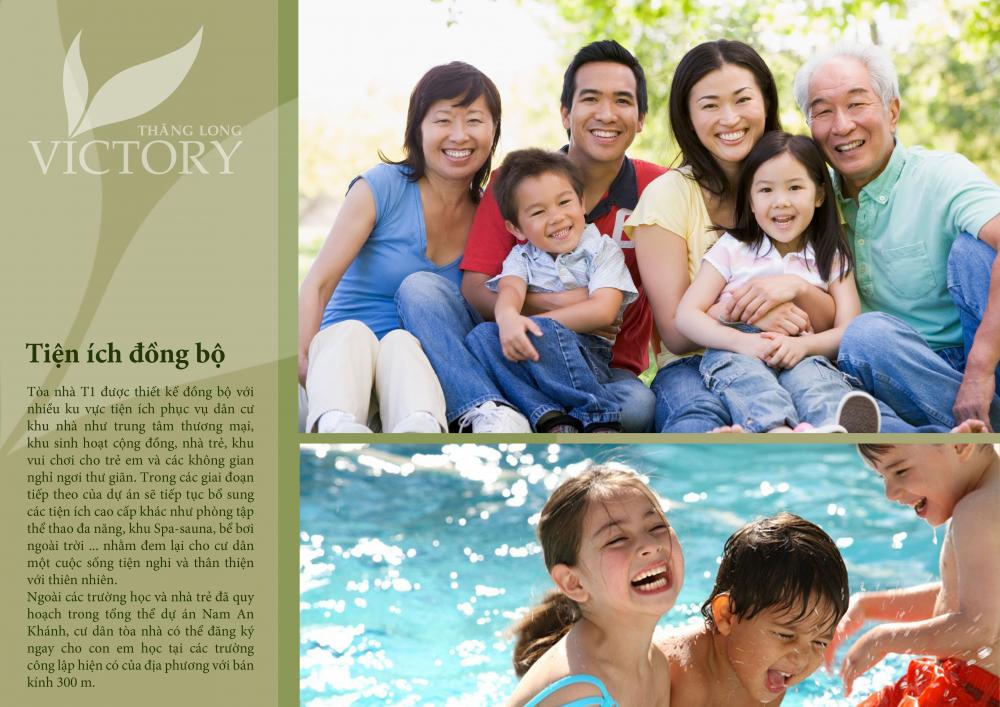 THĂNG LONG
VICTORY
Tiện ích đồng bộ
Tòa nhà T1 được thiết kế đồng bộ với
nhiều ku vực tiện ích phục vụ dân cư
khu nhà như trung tâm thương mại,
khu sinh hoạt cộng đồng, nhà trẻ, khu
vui chơi cho trẻ em và các không gian
nghỉ ngơi thư giãn. Trong các giai đoạn
tiếp theo của dự án sẽ tiếp tục bổ sung
các tiện ích cao cấp khác như phòng tập
thể thao đa năng, khu Spa-sauna, bể bơi
ngoài trời ... nhằm đem lại cho cư dân
một cuộc sống tiện nghi và thân thiện
với thiên nhiên.
Ngoài các trường học và nhà trẻ đã quy
hoạch trong tổng thể dự án Nam An
Khánh, cư dân tòa nhà có thể đăng ký
ngay cho con em học tại các trường
công lập hiện có của địa phương với bán
kính 300 m.